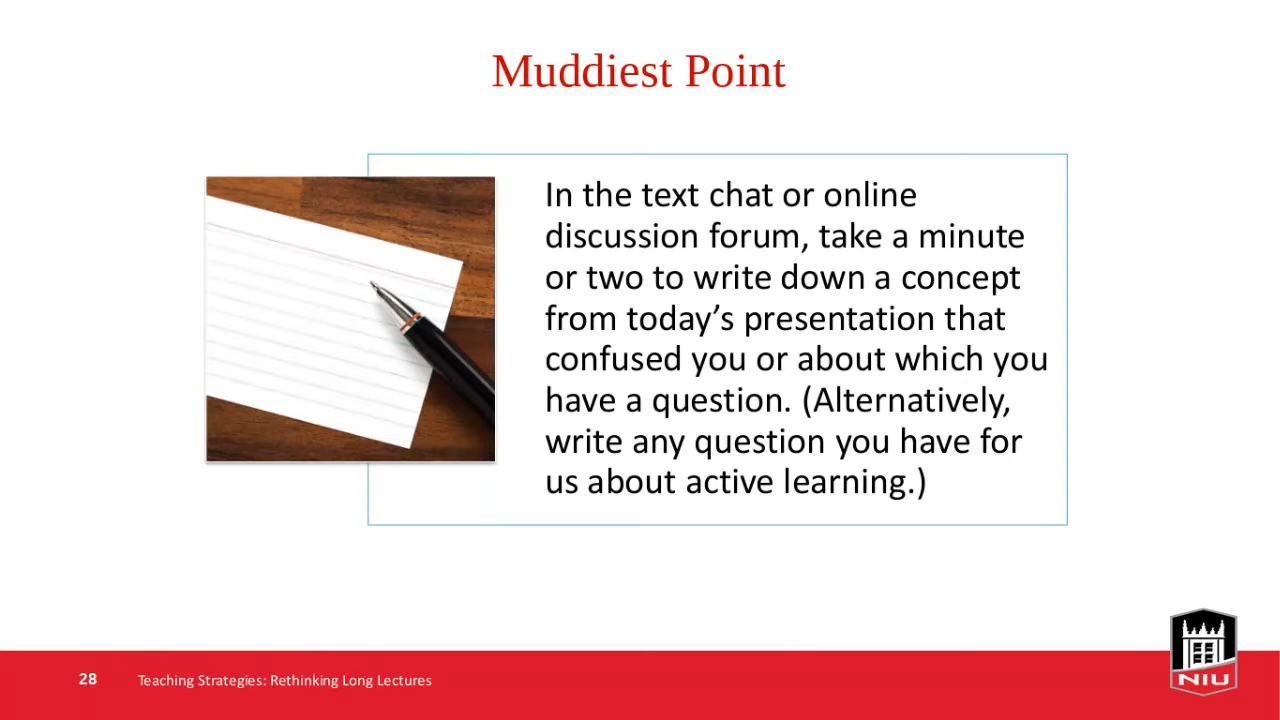 Muddiest Point
In the text chat or online
discussion forum, take a minute
or two to write down a concept
from today’s presentation that
confused you or about which you
have a question. (Alternatively,
write any question you have for
us about active learning.)
28
Teaching Strategies: Rethinking Long Lectures
NIU